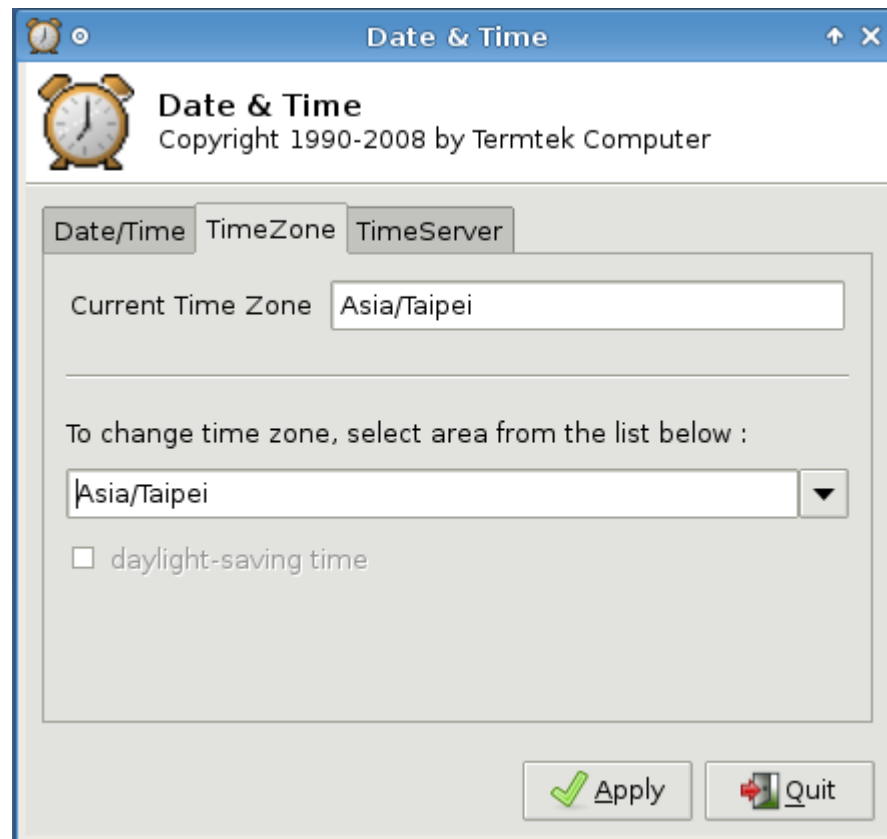 Date & Time
Date & Time
Copyright 1990-2008 by Termtek Computer
Date/Time TimeZone TimeServer
Current Time Zone Asia/Taipei
To change time zone, select area from the list below :
Asia/Taipei
daylight-saving time
Apply Quit